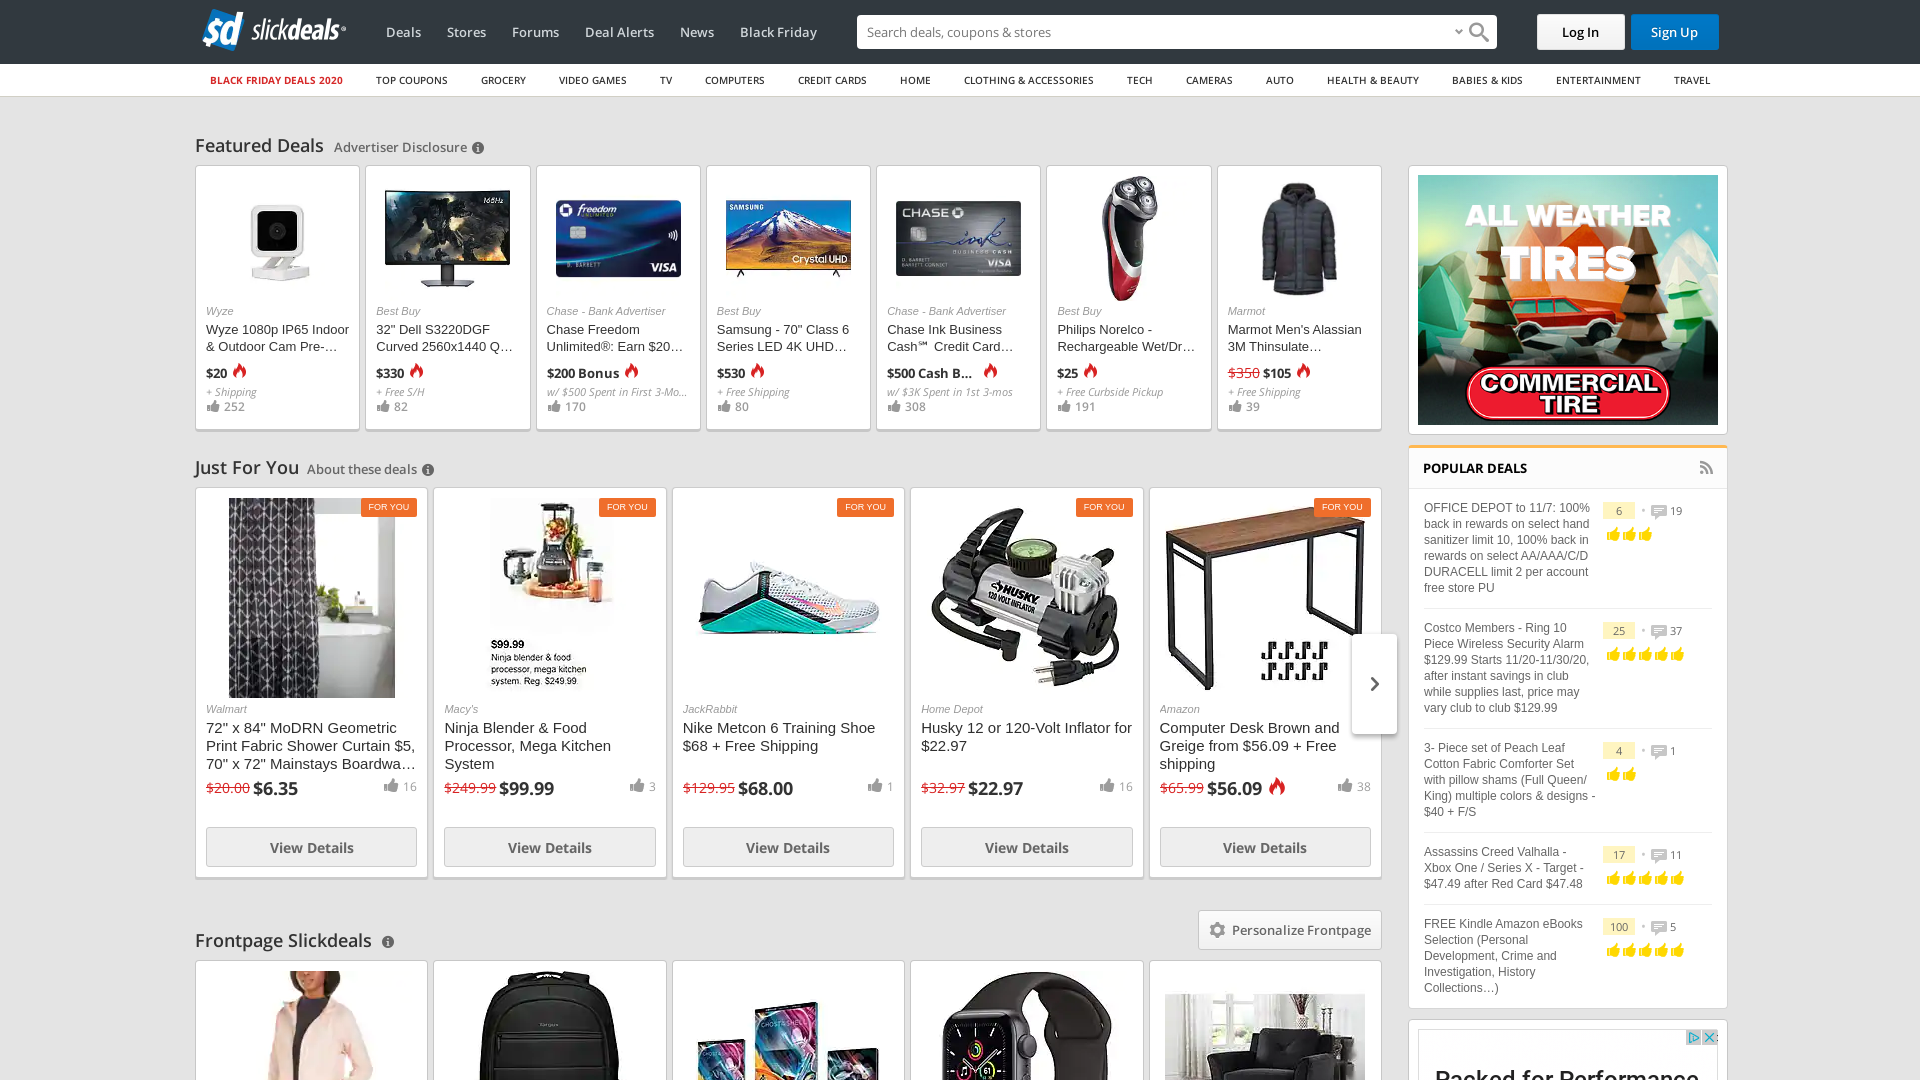 slickdeals
Deals
Stores
Forums
Deal Alerts
News
Black Friday
Search deals, coupons & stores
Log In
Sign Up
BLACK FRIDAY DEALS 2020
TOP COUPONS
GROCERY
VIDEO GAMES
TV
COMPUTERS
CREDIT CARDS
HOME
CLOTHING & ACCESSORIES
TECH
CAMERAS
AUTO
HEALTH & BEAUTY
BABIES & KIDS
ENTERTAINMENT
TRAVEL
Featured Deals
Advertiser Disclosure
Wyze
Wyze 1080p IP65 Indoor
& Outdoor Cam Pre-…
$20
+ Shipping
252
165Hz
Best Buy
32" Dell S3220DGF
Curved 2560x1440 Q…
$330
+ Free S/H
82
freedom
UNLIMITED
D. BARRETT
VISA
Chase - Bank Advertiser
Chase Freedom
Unlimited®: Earn $20…
$200 Bonus
w/ $500 Spent in First 3-Mo...
170
SAMSUNG
Crystal UHD
Best Buy
Samsung - 70" Class 6
Series LED 4K UHD…
$530
+ Free Shipping
80
CHASE
ink
BUSINESS CASH
D. BARRETT
VISA
Chase - Bank Advertiser
Chase Ink Business
Cash℠ Credit Card…
$500 Cash B…
w/ $3K Spent in 1st 3-mos
308
Best Buy
Philips Norelco -
Rechargeable Wet/Dr…
$25
+ Free Curbside Pickup
191
Marmot
Marmot Men's Alassian
3M Thinsulate…
$350 $105
+ Free Shipping
39
ALL WEATHER
TIRES
COMMERCIAL
TIRE
Just For You
About these deals
FOR YOU
Walmart
72" x 84" MoDRN Geometric
Print Fabric Shower Curtain $5,
70" x 72" Mainstays Boardwa…
$20.00 $6.35
16
View Details
FOR YOU
$99.99
Ninja blender & food
processor, mega kitchen
system. Reg. $249.99
Macy's
Ninja Blender & Food
Processor, Mega Kitchen
System
$249.99 $99.99
3
View Details
FOR YOU
JackRabbit
Nike Metcon 6 Training Shoe
$68 + Free Shipping
$129.95 $68.00
1
View Details
FOR YOU
HUSKY
120 VOLT INFLATOR
Home Depot
Husky 12 or 120-Volt Inflator for
$22.97
$32.97 $22.97
16
View Details
FOR YOU
Amazon
Computer Desk Brown and
Greige from $56.09 + Free
shipping
$65.99 $56.09
38
View Details
POPULAR DEALS
OFFICE DEPOT to 11/7: 100%
back in rewards on select hand
sanitizer limit 10, 100% back in
rewards on select AA/AAA/C/D
DURACELL limit 2 per account
free store PU
6 • 19
Costco Members - Ring 10
Piece Wireless Security Alarm
$129.99 Starts 11/20-11/30/20,
after instant savings in club
while supplies last, price may
vary club to club $129.99
25 • 37
3- Piece set of Peach Leaf
Cotton Fabric Comforter Set
with pillow shams (Full Queen/
King) multiple colors & designs -
$40 + F/S
4 • 1
Assassins Creed Valhalla -
Xbox One / Series X - Target -
$47.49 after Red Card $47.48
17 • 11
FREE Kindle Amazon eBooks
Selection (Personal
Development, Crime and
Investigation, History
Collections…)
100 • 5
Frontpage Slickdeals
Personalize Frontpage
Packed for Performance